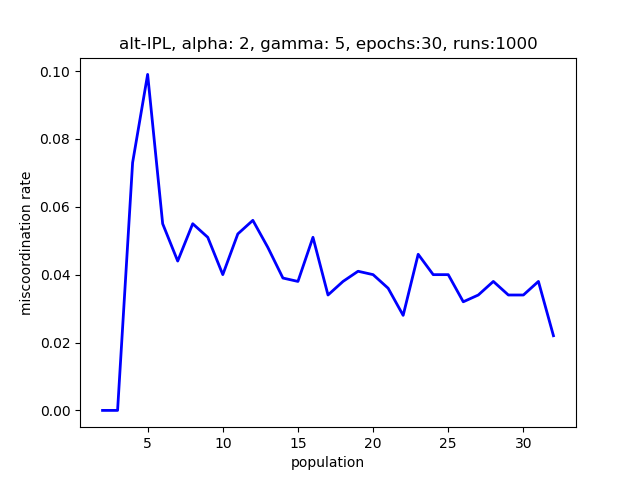 alt-IPL, alpha: 2, gamma: 5, epochs:30, runs:1000
0.10
0.08
0.06
0.04
0.02
0.00
miscoordination rate
5 10 15 20 25 30
population